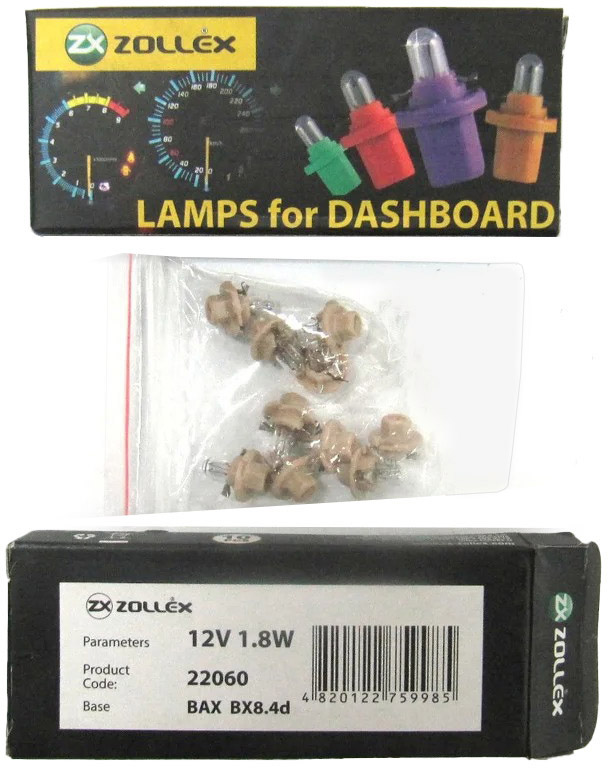 ZX ZOLLEX
LAMPS for DASHBOARD
10
ZX ZOLLEX
Parameters 12V 1.8W
Product Code: 22060
Base BAX BX8.4d
4 820122 759985
ZX ZOLLEX